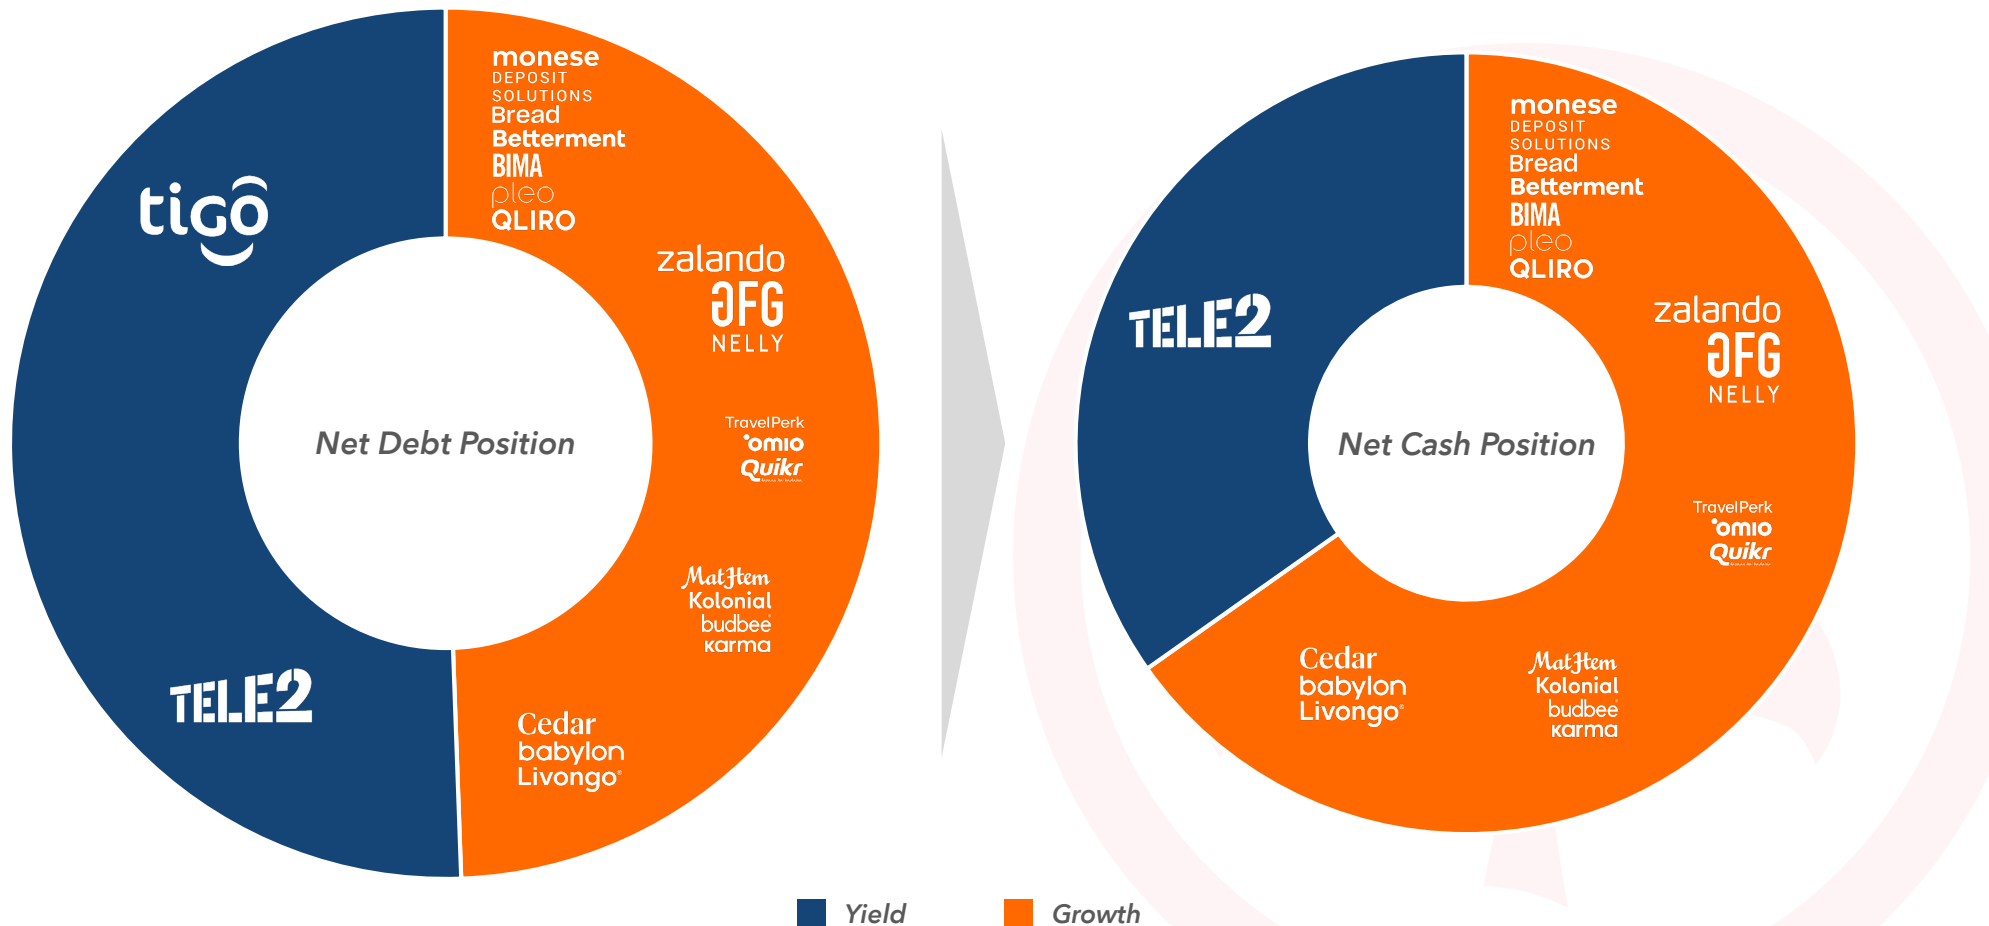 monese
DEPOSIT
SOLUTIONS
Bread
Betterment
BIMA
pleo
QLIRO
tiGO
zalando
GFG
NELLY
Net Debt Position
TravelPerk
omio
Quikr
MatHem
Kolonial
budbee
karma
TELE2
Cedar
babylon
Livongo®
monese
DEPOSIT
SOLUTIONS
Bread
Betterment
BIMA
pleo
QLIRO
TELE2
zalando
GFG
NELLY
Net Cash Position
TravelPerk
omio
Quikr
Cedar
babylon
Livongo®
MatHem
Kolonial
budbee
karma
Yield
Growth